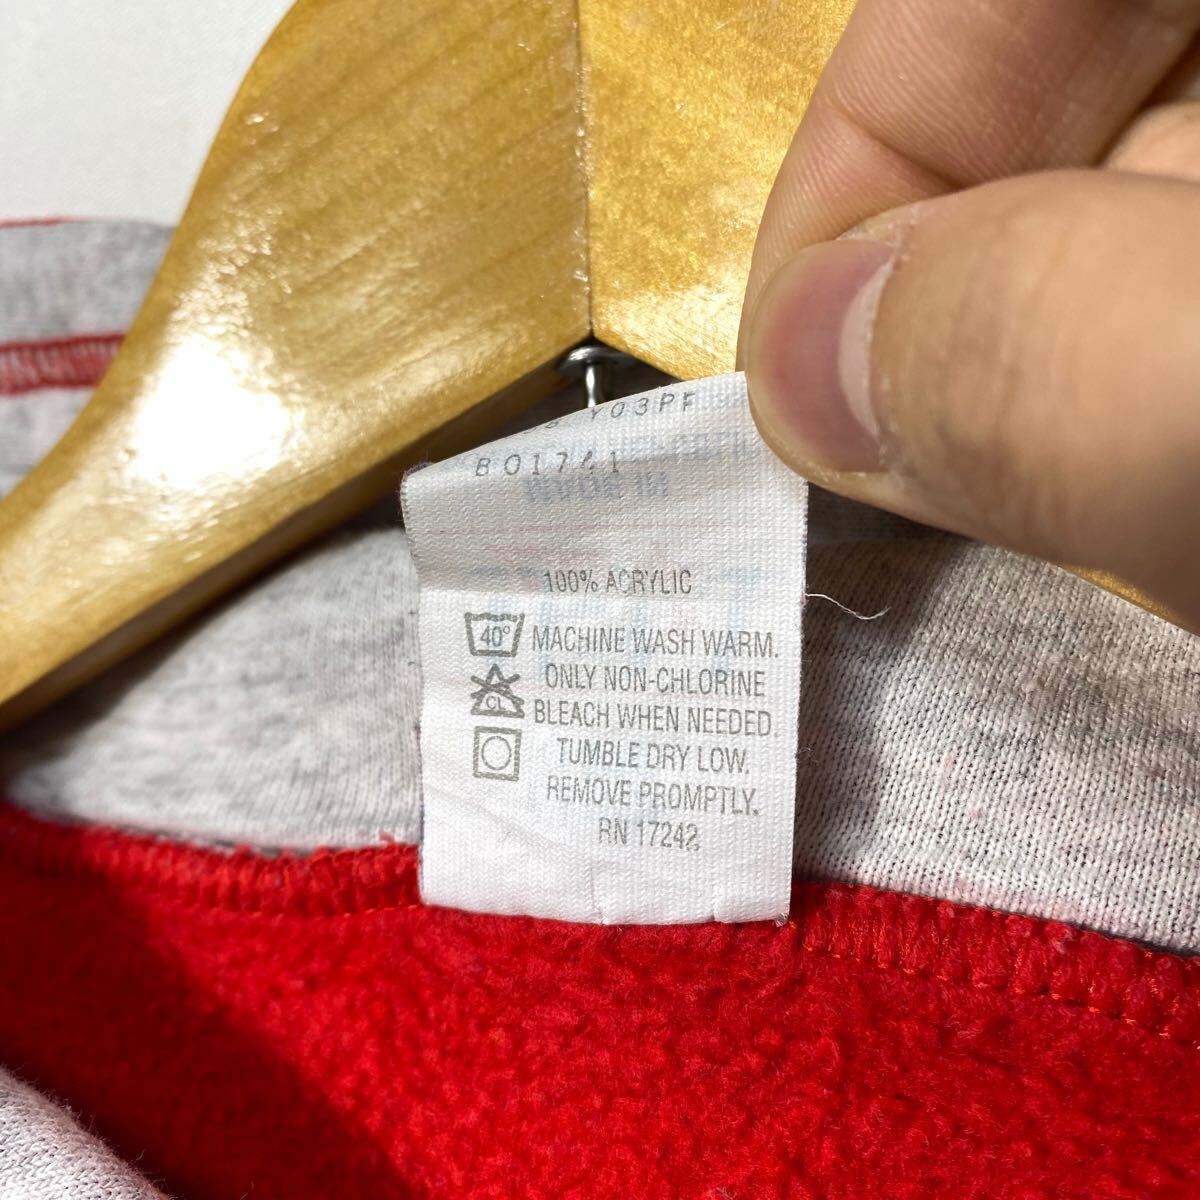 Y03PF
B01741
100% ACRYLIC
40° MACHINE WASH WARM.
ONLY NON-CHLORINE
CL BLEACH WHEN NEEDED.
TUMBLE DRY LOW.
REMOVE PROMPTLY.
RN 17242